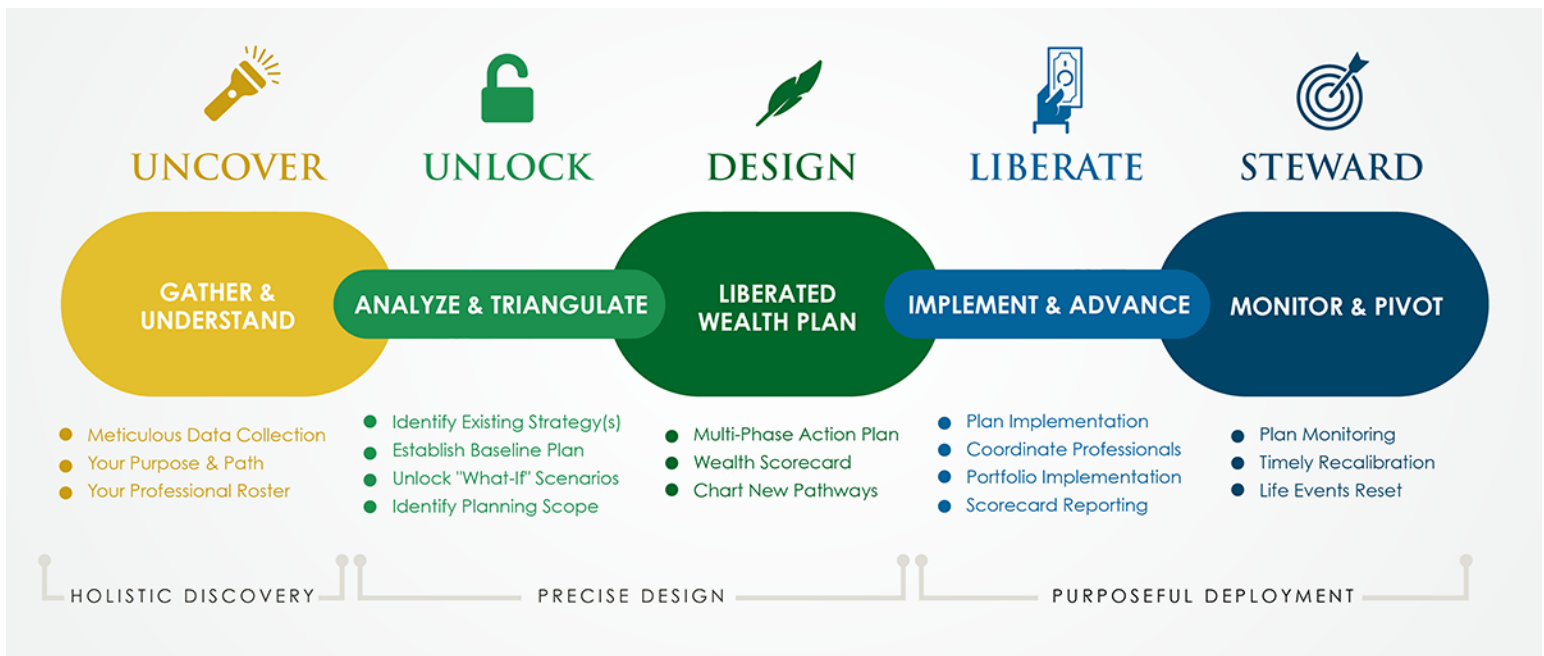 UNCOVER
UNLOCK
DESIGN
LIBERATE
STEWARD
GATHER &
UNDERSTAND
ANALYZE & TRIANGULATE
LIBERATED
WEALTH PLAN
IMPLEMENT & ADVANCE
MONITOR & PIVOT
Meticulous Data Collection
Your Purpose & Path
Your Professional Roster
Identify Existing Strategy(s)
Establish Baseline Plan
Unlock "What-If" Scenarios
Identify Planning Scope
Multi-Phase Action Plan
Wealth Scorecard
Chart New Pathways
Plan Implementation
Coordinate Professionals
Portfolio Implementation
Scorecard Reporting
Plan Monitoring
Timely Recalibration
Life Events Reset
HOLISTIC DISCOVERY
PRECISE DESIGN
PURPOSEFUL DEPLOYMENT